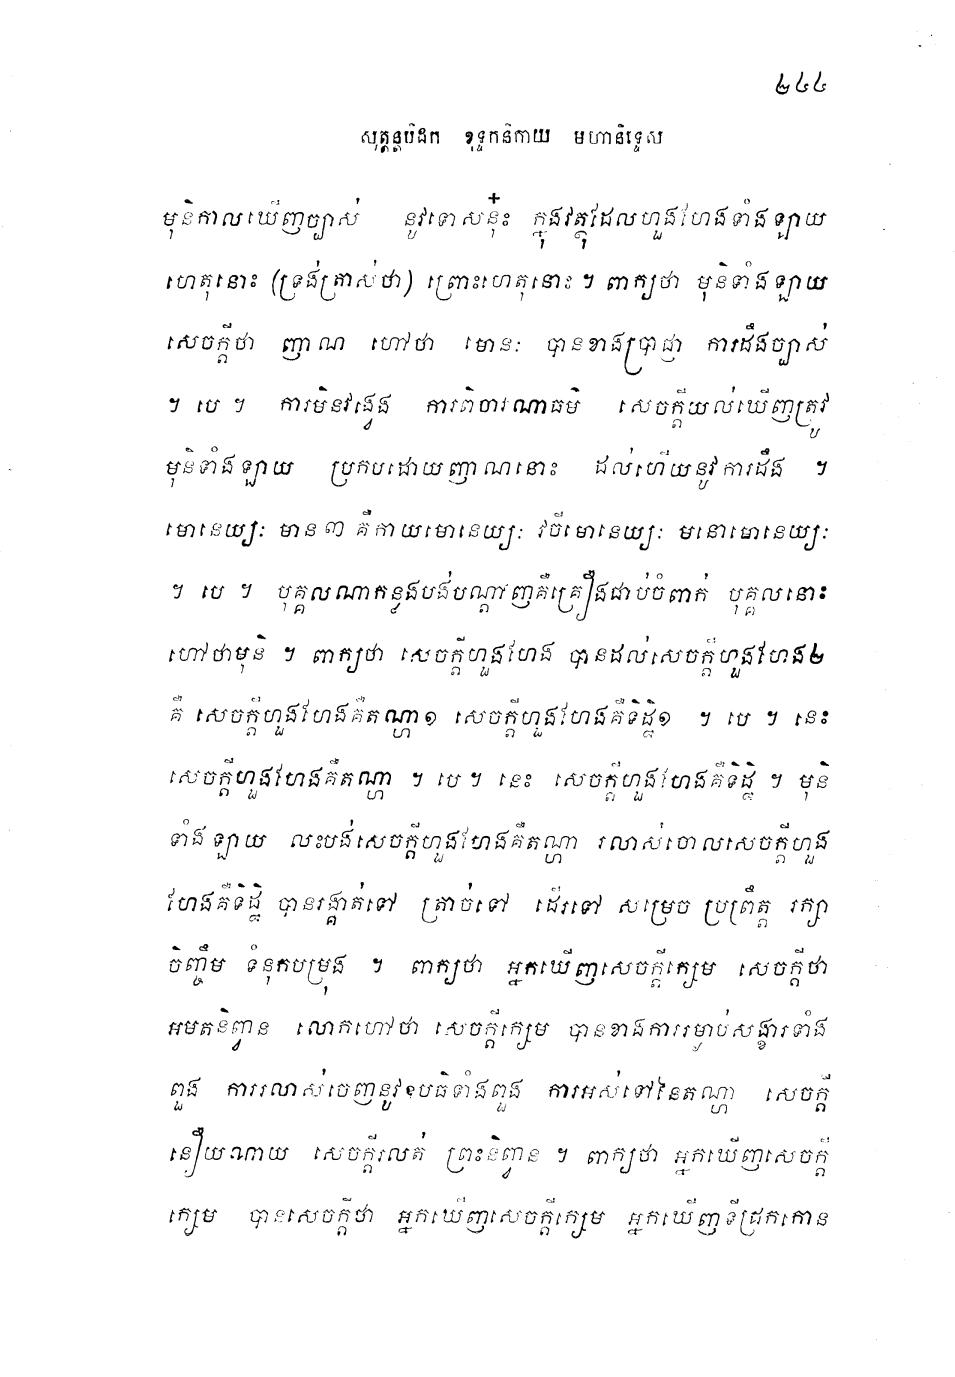 ២៤៤
សុត្តន្តបិដក ខុទ្ទកនិកាយ មហានិទ្ទេស
មុនិកាលឃើញច្បាស់ នូវទោសនុ៎ះ ក្នុងវត្ថុដែលហួងហែងទាំងឡាយ
ហេតុនោះ (ទ្រង់ត្រាស់ថា) ព្រោះហេតុនោះ ។ ពាក្យថា មុនិទាំងឡាយ
សេចក្តីថា ញាណ ហៅថា មោនៈ បានខាងប្រាជ្ញា ការដឹងច្បាស់
។ បេ ។ ការមិនវង្វេង ការពិចារណាធម៌ សេចក្តីយល់ឃើញត្រូវ
មុនិទាំងឡាយ ប្រកបដោយញាណនោះ ដល់ហើយនូវការដឹង ។
មោនេយ្យៈ មាន៣ គឺកាយមោនេយ្យៈ វចីមោនេយ្យៈ មនោមោនេយ្យៈ
។ បេ ។ បុគ្គលណាកន្លងបង់បណ្តាញគឺគ្រឿងជាប់ចំពាក់ បុគ្គលនោះ
ហៅថាមុនិ ។ ពាក្យថា សេចក្តីហួងហែង បានដល់សេចក្តីហួងហែង២
គឺ សេចក្តីហួងហែងគឺតណ្ហា១ សេចក្តីហួងហែងគឺទិដ្ឋិ១ ។ បេ ។ នេះ
សេចក្តីហួងហែងគឺតណ្ហា ។ បេ ។ នេះ សេចក្តីហួងហែងគឺទិដ្ឋិ ។ មុនិ
ទាំងឡាយ លះបង់សេចក្តីហួងហែងគឺតណ្ហា រលាស់ចោលសេចក្តីហួង
ហែងគឺទិដ្ឋិ បានរង្គាត់ទៅ ត្រាច់ទៅ ដើរទៅ សម្រេច ប្រព្រឹត្ត រក្សា
ចិញ្ចឹម ទំនុកបម្រុង ។ ពាក្យថា អ្នកឃើញសេចក្តីក្សេម សេចក្តីថា
អមតនិព្វាន លោកហៅថា សេចក្តីក្សេម បានខាងការរម្ងាប់សង្ខារទាំង
ពួង ការរលាស់ចេញនូវឧបធិទាំងពួង ការអស់ទៅនៃតណ្ហា សេចក្តី
នឿយណាយ សេចក្តីរលត់ ព្រះនិព្វាន ។ ពាក្យថា អ្នកឃើញសេចក្តី
ក្សេម បានសេចក្តីថា អ្នកឃើញសេចក្តីក្សេម អ្នកឃើញទីជ្រកកោន